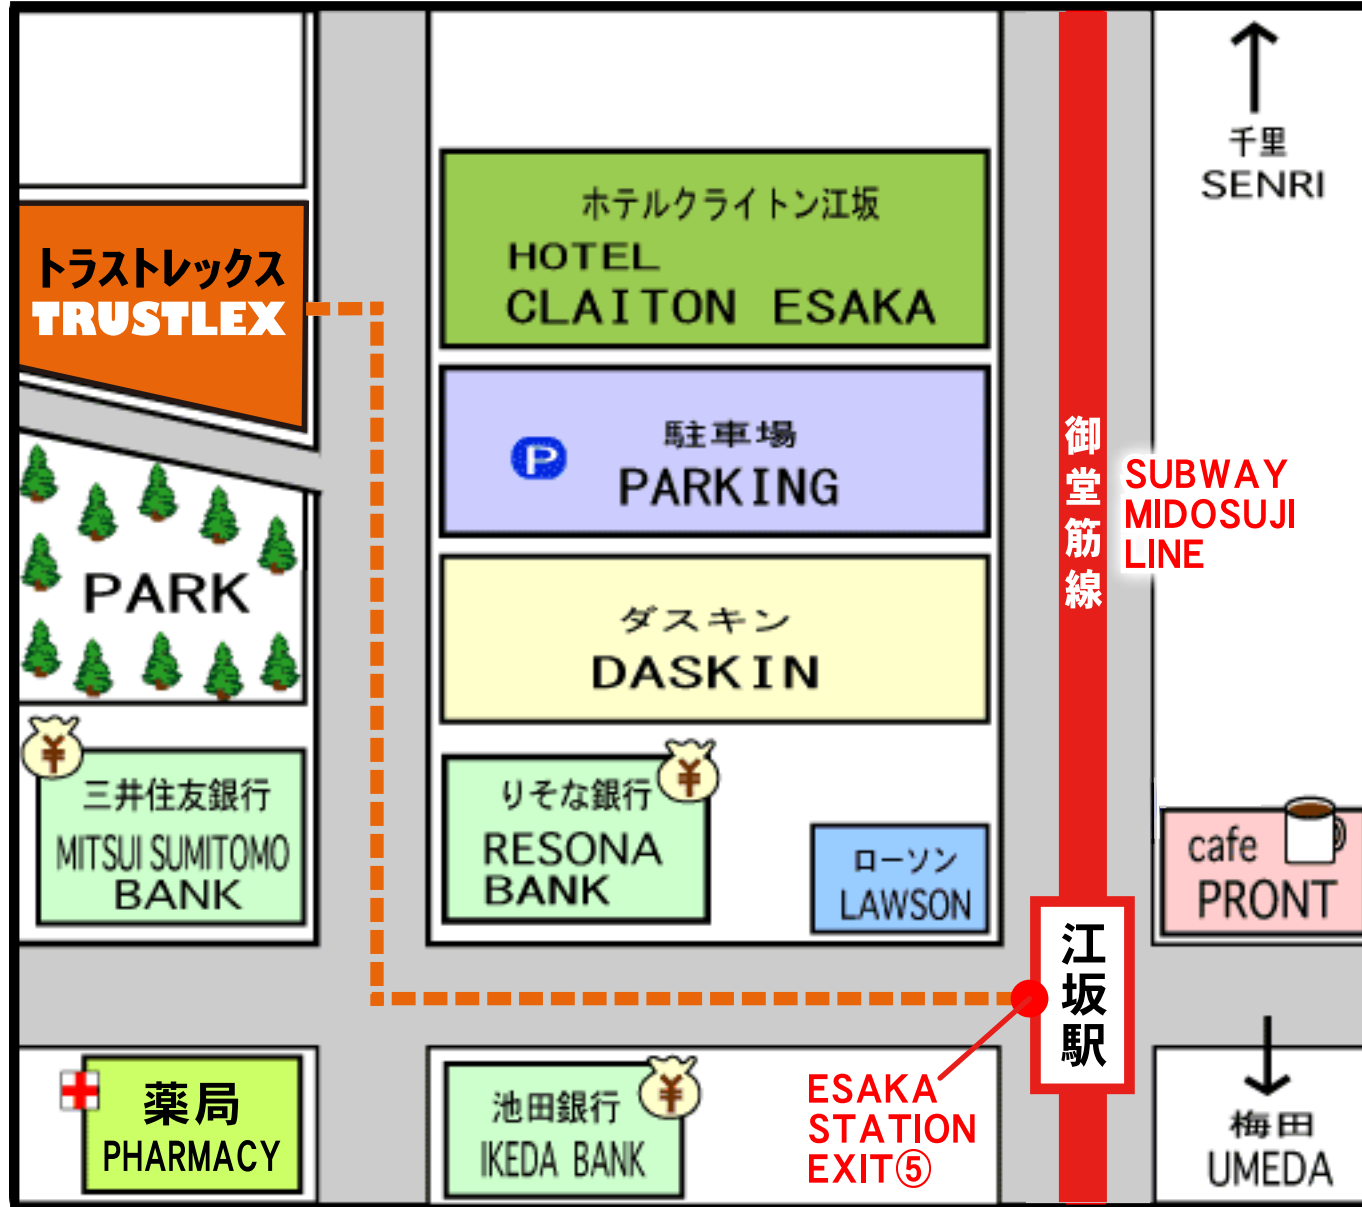 千里
SENRI
ホテルクライトン江坂
HOTEL
CLAITON ESAKA
トラストレックス
TRUSTLEX
P
駐車場
PARKING
御堂筋線
SUBWAY
MIDOSUJI
LINE
PARK
ダスキン
DASKIN
¥
三井住友銀行
MITSUI SUMITOMO
BANK
¥
りそな銀行
RESONA
BANK
ローソン
LAWSON
cafe
PRONT
江坂駅
薬局
PHARMACY
¥
池田銀行
IKEDA BANK
ESAKA
STATION
EXIT⑤
梅田
UMEDA